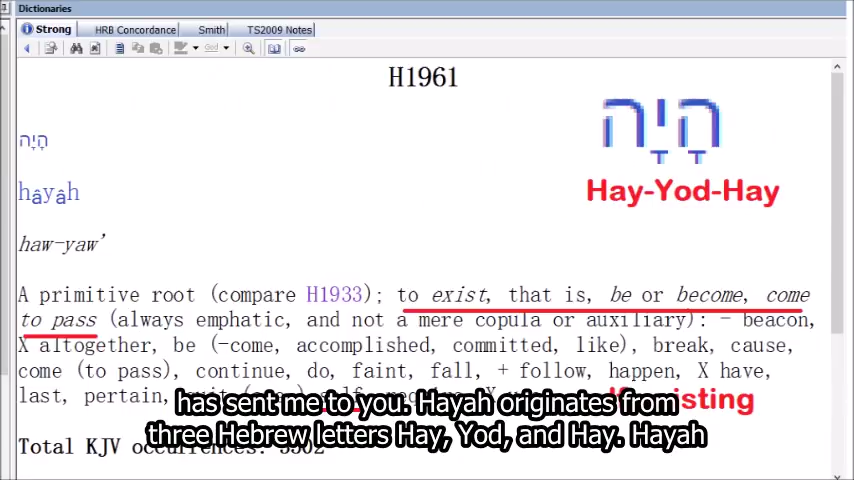 Dictionaries
Strong HRB Concordance Smith TS2009 Notes
H1961
הָיָה
הָיָה
Hay-Yod-Hay
hâyâh
haw-yaw'
A primitive root (compare H1933); to exist, that is, be or become, come
to pass (always emphatic, and not a mere copula or auxiliary): - beacon,
X altogether, be (-come, accomplished, committed, like), break, cause,
come (to pass), continue, do, faint, fall, + follow, happen, X have,
last, pertain,
has sent me to you. Hayah originates from
three Hebrew letters Hay, Yod, and Hay. Hayah
Total KJV occurrences: